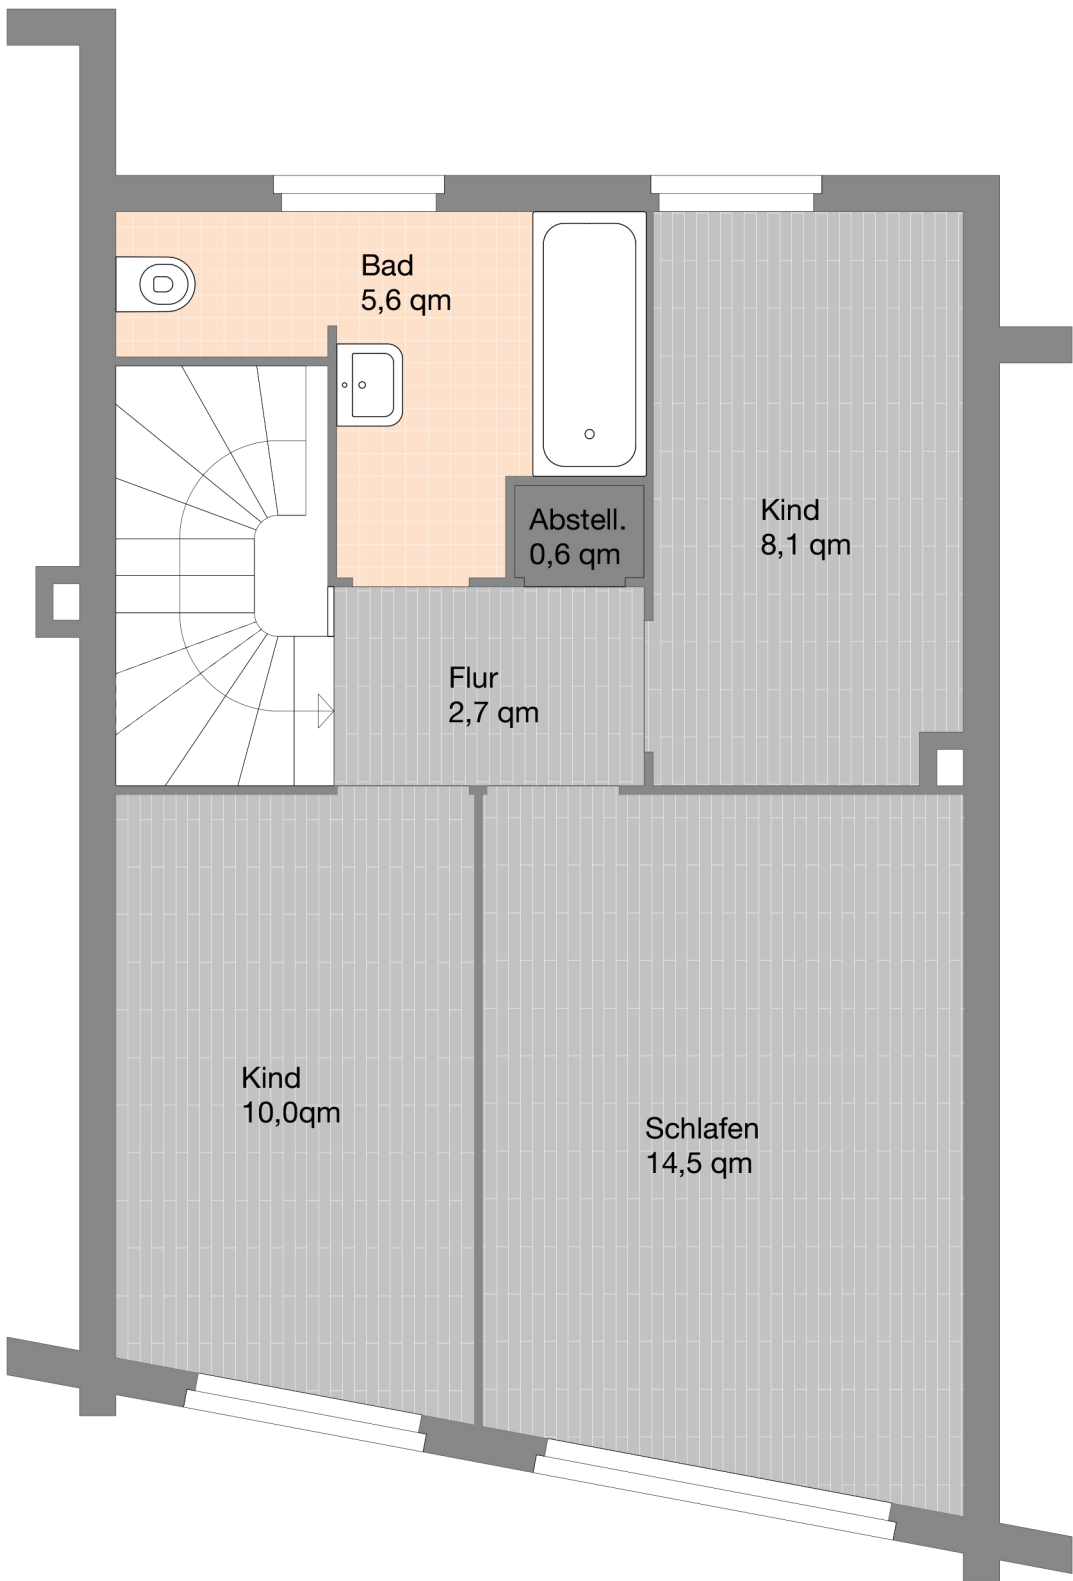 Bad
5,6 qm
Abstell.
0,6 qm
Kind
8,1 qm
Flur
2,7 qm
Kind
10,0qm
Schlafen
14,5 qm